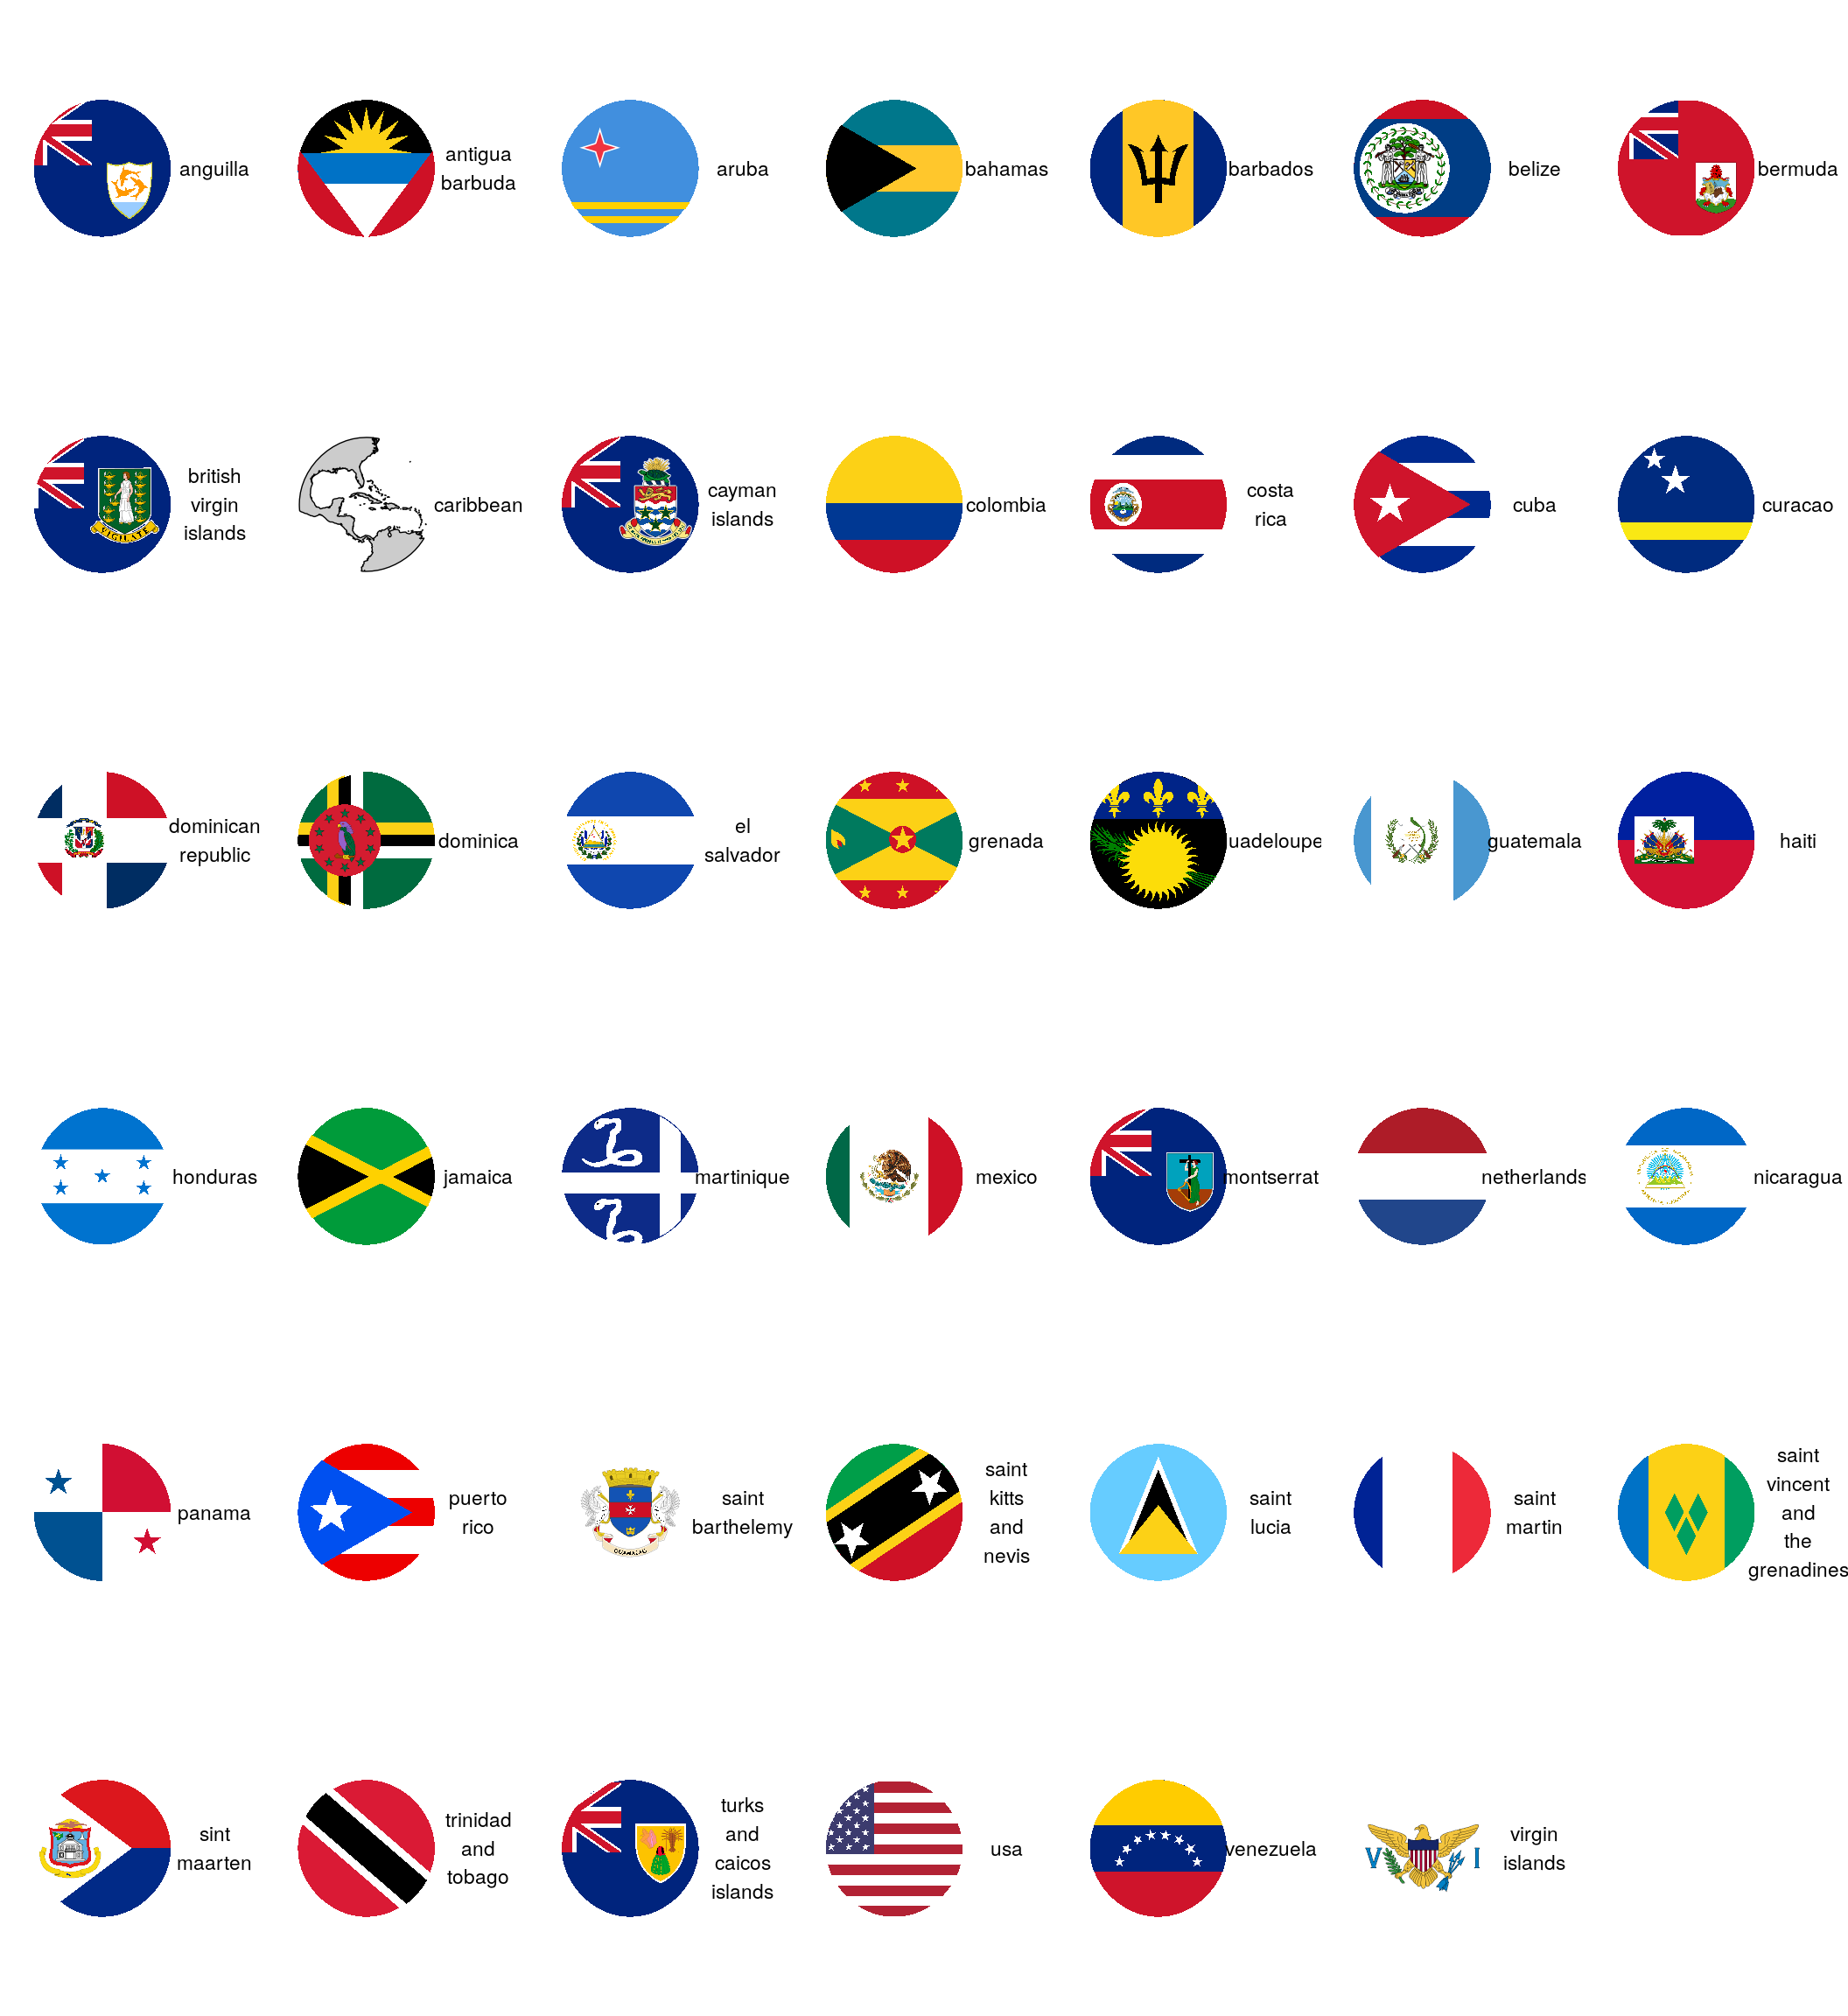 anguilla
antigua
barbuda
aruba
bahamas
barbados
belize
bermuda
british
virgin
islands
caribbean
cayman
islands
colombia
costa
rica
cuba
curacao
dominican
republic
dominica
el
salvador
grenada
uadeloupe
guatemala
haiti
honduras
jamaica
martinique
mexico
montserrat
netherlands
nicaragua
panama
puerto
rico
saint
barthelemy
saint
kitts
and
nevis
saint
lucia
saint
martin
saint
vincent
and
the
grenadines
sint
maarten
trinidad
and
tobago
turks
and
caicos
islands
usa
venezuela
V I
virgin
islands